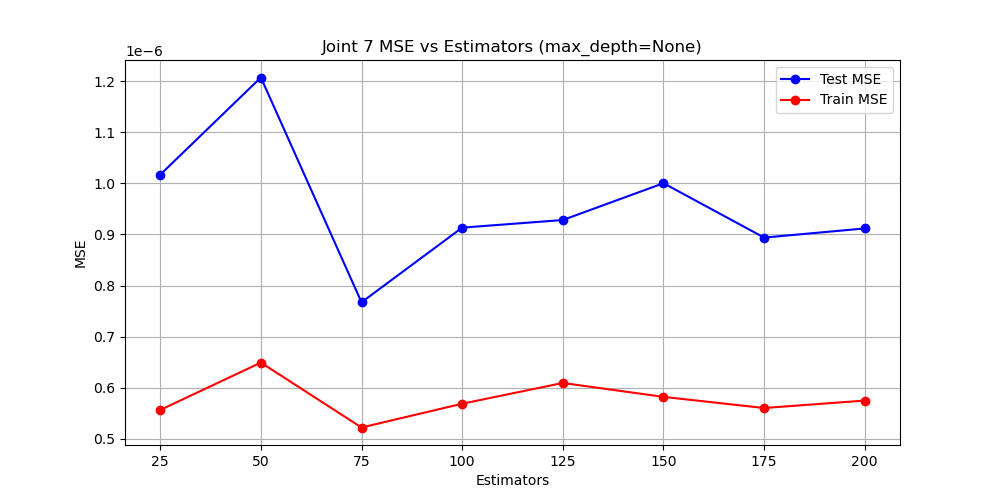 Joint 7 MSE vs Estimators (max_depth=None)
1e−6
Test MSE
Train MSE
1.2
1.1
1.0
0.9
0.8
0.7
0.6
0.5
MSE
25 50 75 100 125 150 175 200
Estimators